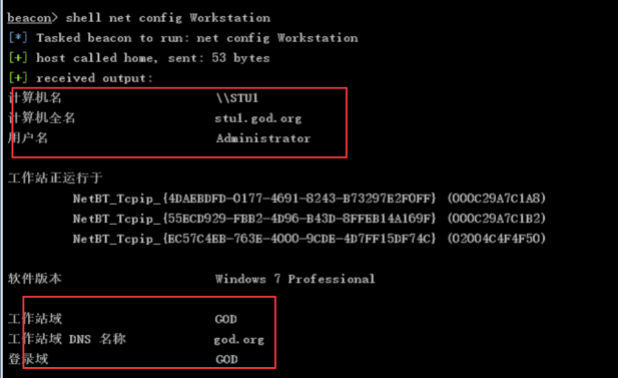 beacon> shell net config Workstation
[*] Tasked beacon to run: net config Workstation
[+] host called home, sent: 53 bytes
[+] received output:
计算机名 \\STU1
计算机全名 stu1.god.org
用户名 Administrator
工作站正运行于
NetBT_Tcpip_{4DAEBDFD-0177-4691-8243-B73297E2F0FF} (000C29A7C1A8)
NetBT_Tcpip_{55ECD929-FBB2-4D96-B43D-8FFEB14A169F} (000C29A7C1B2)
NetBT_Tcpip_{EC57C4EB-763E-4000-9CDE-4D7FF15DF74C} (02004C4F4F50)
软件版本 Windows 7 Professional
工作站域 GOD
工作站域 DNS 名称 god.org
登录域 GOD